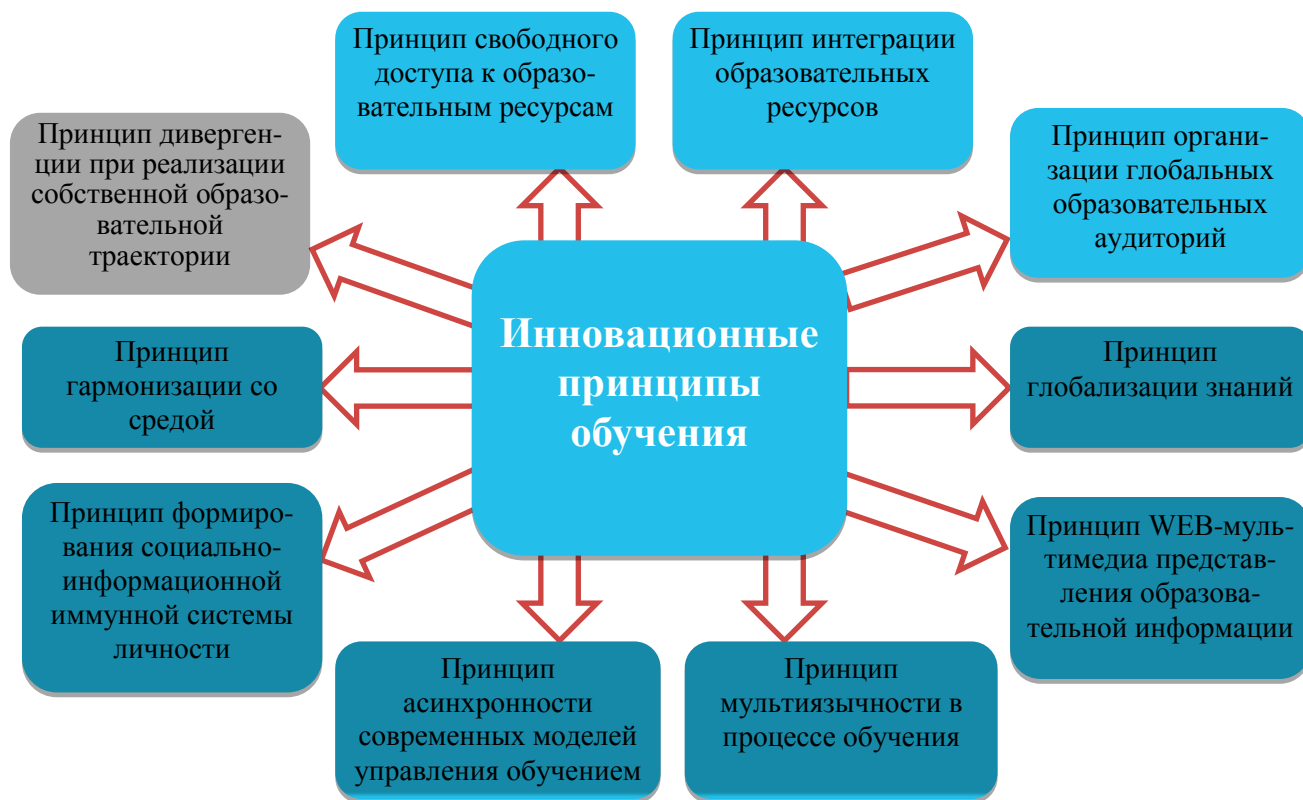 Принцип свободного
доступа к образо-
вательным ресурсам
Принцип интеграции
образовательных
ресурсов
Принцип диверген-
ции при реализации
собственной образо-
вательной
траектории
Принцип органи-
зации глобальных
образовательных
аудиторий
Инновационные
принципы
обучения
Принцип
гармонизации со
средой
Принцип
глобализации знаний
Принцип формиро-
вания социально-
информационной
иммунной системы
личности
Принцип WEB-муль-
тимедиа представ-
ления образова-
тельной информации
Принцип
асинхронности
современных моделей
управления обучением
Принцип
мультиязычности в
процессе обучения